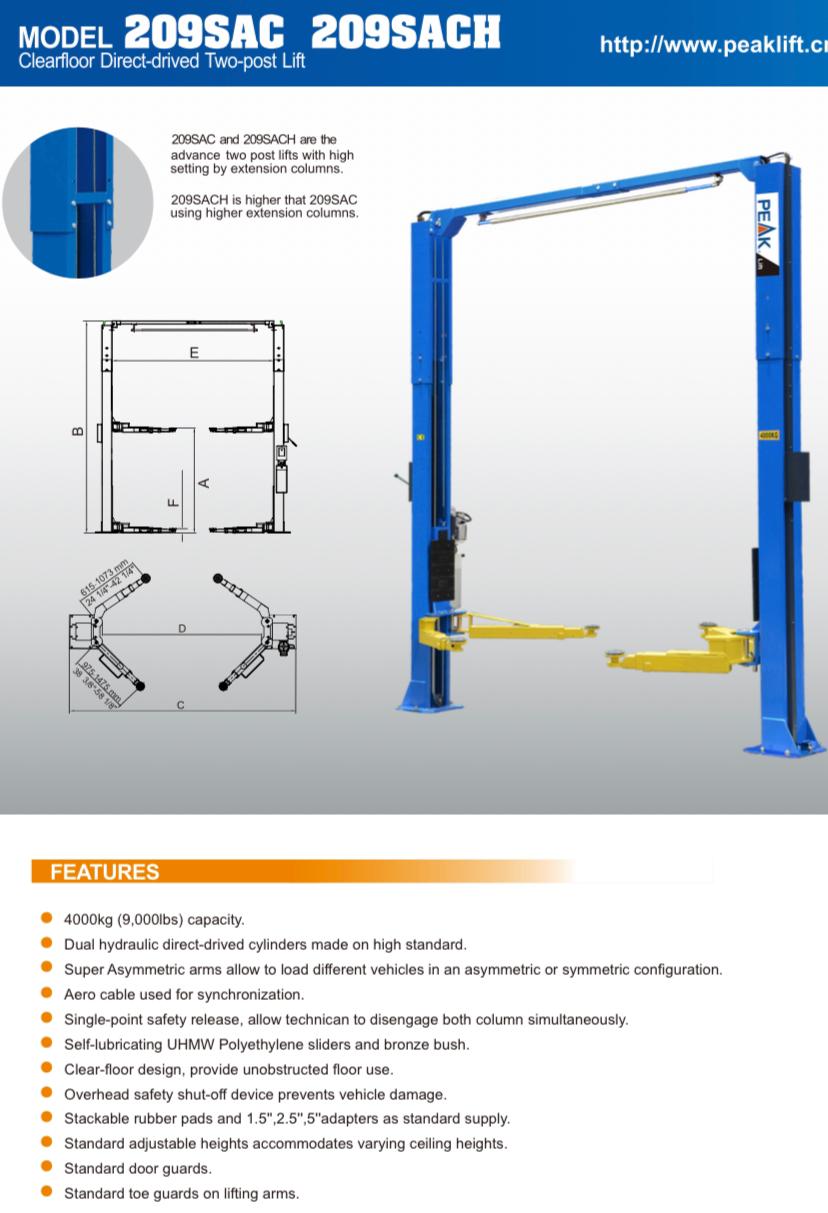 MODEL 209SAC 209SACH
Clearfloor Direct-drived Two-post Lift
http://www.peaklift.cn
209SAC and 209SACH are the
advance two post lifts with high
setting by extension columns.
209SACH is higher that 209SAC
using higher extension columns.
PEAK
Lift
4000KG
E
B
A
F
615-1073 mm
24 1/4"-42 1/4"
D
975-1475 mm
38 3/8"-58 1/8"
C
FEATURES
4000kg (9,000lbs) capacity.
Dual hydraulic direct-drived cylinders made on high standard.
Super Asymmetric arms allow to load different vehicles in an asymmetric or symmetric configuration.
Aero cable used for synchronization.
Single-point safety release, allow technican to disengage both column simultaneously.
Self-lubricating UHMW Polyethylene sliders and bronze bush.
Clear-floor design, provide unobstructed floor use.
Overhead safety shut-off device prevents vehicle damage.
Stackable rubber pads and 1.5",2.5",5"adapters as standard supply.
Standard adjustable heights accommodates varying ceiling heights.
Standard door guards.
Standard toe guards on lifting arms.